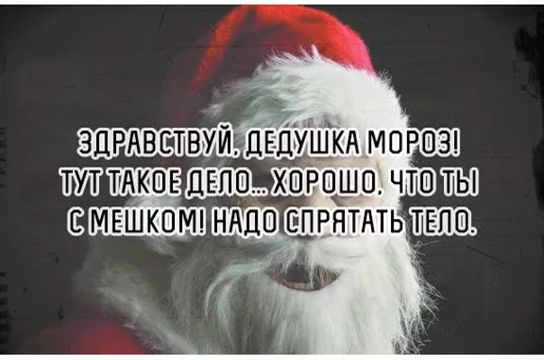 ЗДРАВСТВУЙ, ДЕДУШКА МОРОЗ!
ТУТ ТАКОЕ ДЕЛО... ХОРОШО, ЧТО ТЫ
С МЕШКОМ! НАДО СПРЯТАТЬ ТЕЛО.